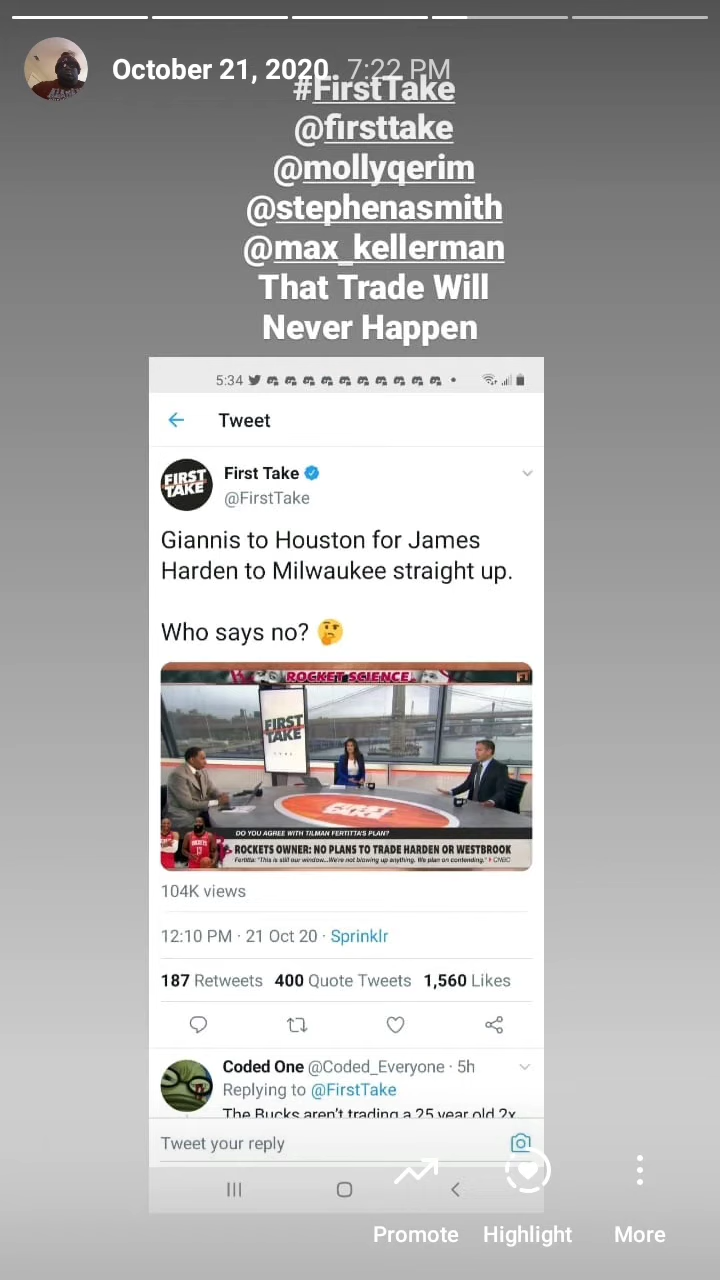 October 21, 2020 7:22 PM
#FirstTake
@firsttake
@mollyqerim
@stephenasmith
@max_kellerman
That Trade Will
Never Happen
5:34
Tweet
FIRST
TAKE
First Take
@FirstTake
Giannis to Houston for James
Harden to Milwaukee straight up.
Who says no? 🤔
ROCKET SCIENCE
FIRST
TAKE
FIRST TAKE
DO YOU AGREE WITH TILMAN FERTITTA'S PLAN?
ROCKETS OWNER: NO PLANS TO TRADE HARDEN OR WESTBROOK
Fertitta: "This is still our window...We're not blowing up anything. We plan on contending." CNBC
104K views
12:10 PM · 21 Oct 20 · Sprinklr
187 Retweets 400 Quote Tweets 1,560 Likes
Coded One @Coded_Everyone · 5h
Replying to @FirstTake
The Bucks aren't trading a 25 year old 2x
Tweet your reply
Promote Highlight More